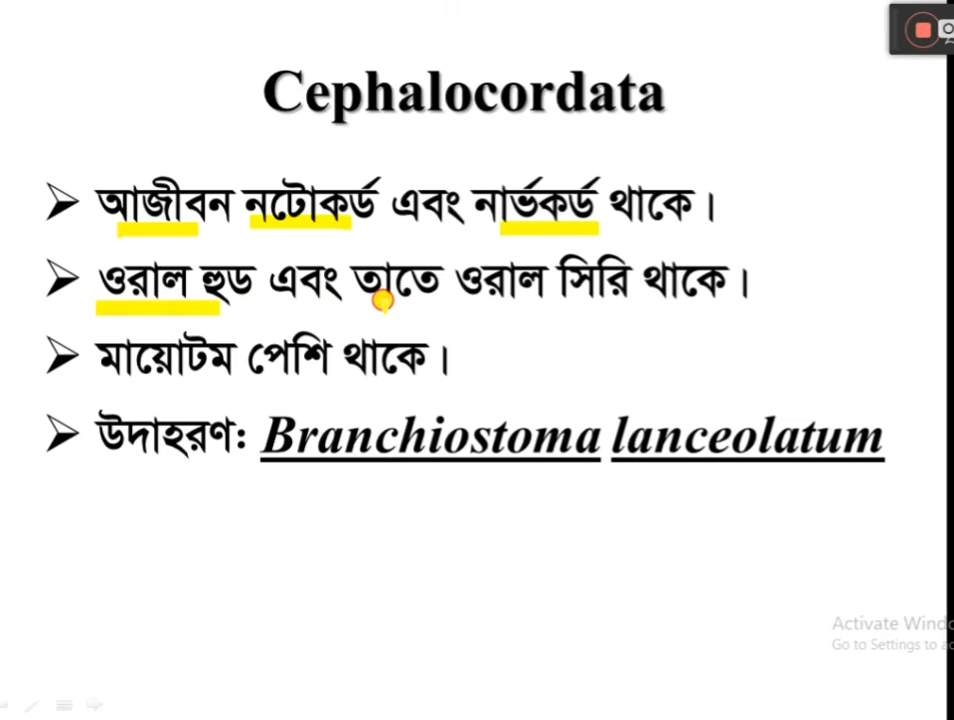 Cephalocordata
➢ আজীবন নটোকর্ড এবং নার্ভকর্ড থাকে।
➢ ওরাল হুড এবং তাতে ওরাল সিরি থাকে।
➢ মায়োটম পেশি থাকে।
➢ উদাহরণঃ Branchiostoma lanceolatum
Activate Windo
Go to Settings to ac